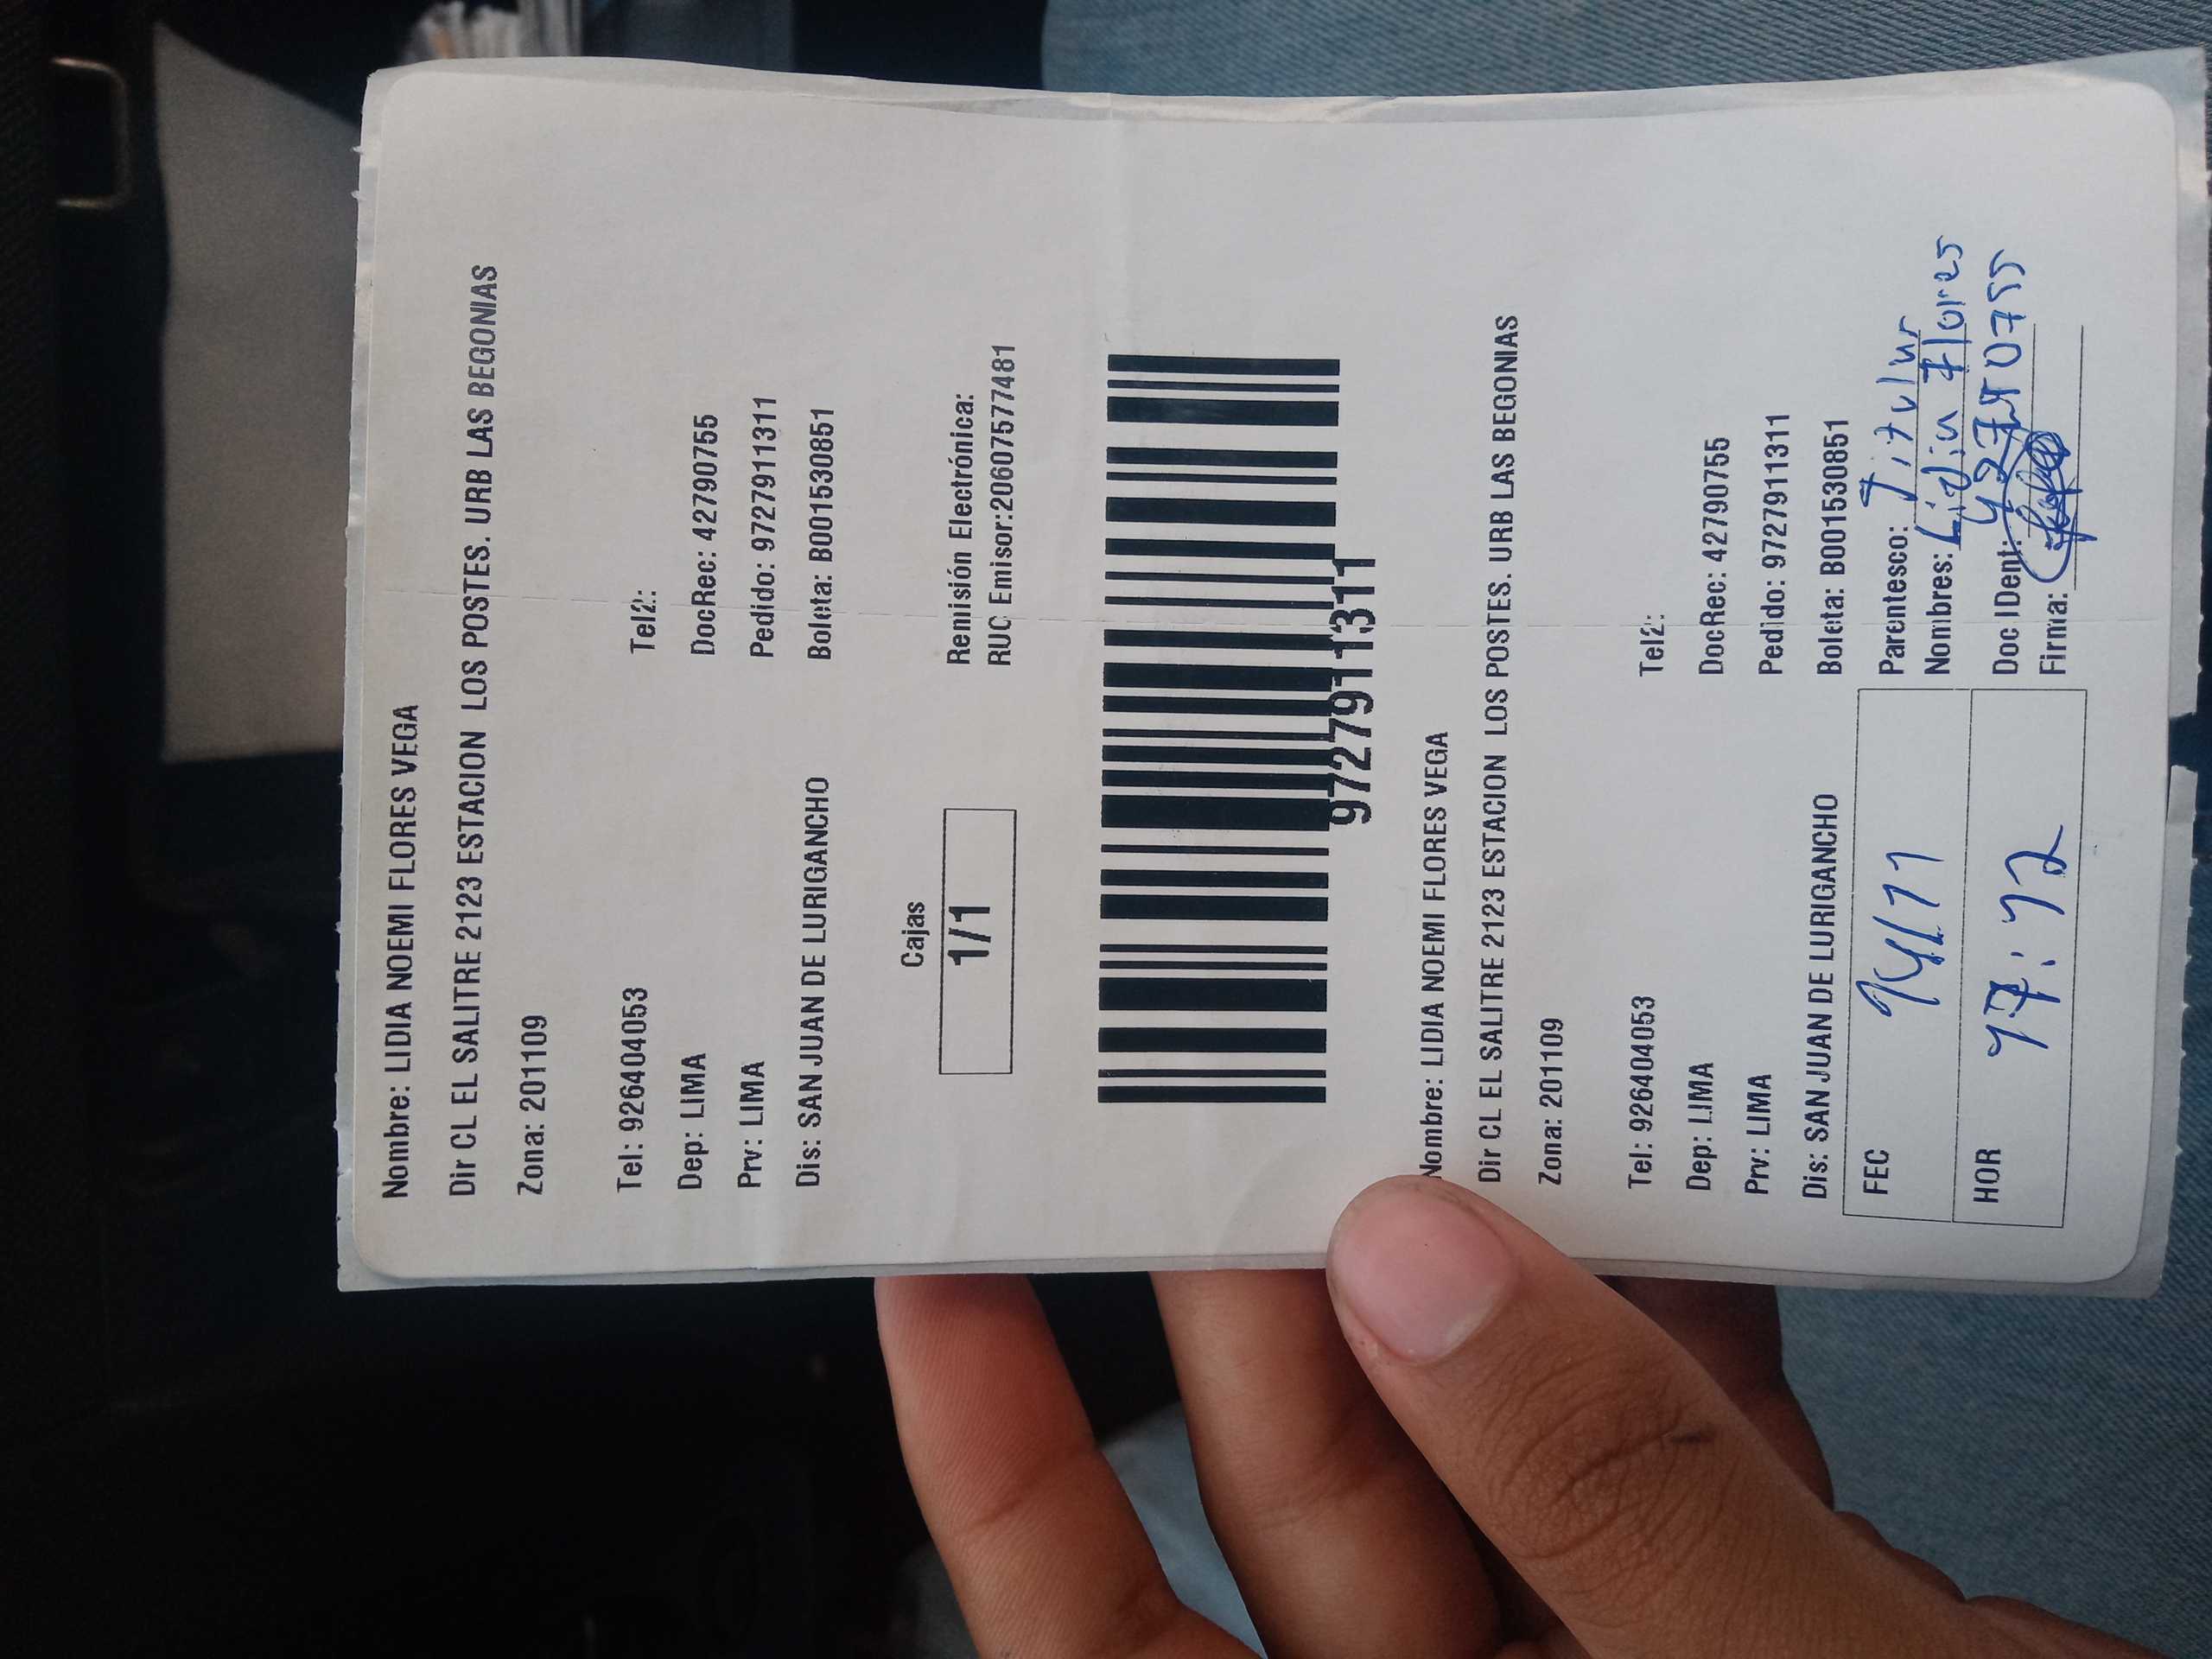 Nombre: LIDIA NOEMI FLORES VEGA
Dir CL EL SALITRE 2123 ESTACION LOS POSTES. URB LAS BEGONIAS
Zona: 201109
Tel: 926404053 Tel2:
Dep: LIMA DocRec: 42790755
Prv: LIMA Pedido: 9727911311
Dis: SAN JUAN DE LURIGANCHO Boleta: B001530851
Cajas
1/1
Remisión Electrónica:
RUC Emisor:20607577481
9727911311
Nombre: LIDIA NOEMI FLORES VEGA
Dir CL EL SALITRE 2123 ESTACION LOS POSTES. URB LAS BEGONIAS
Zona: 201109
Tel: 926404053 Tel2:
Dep: LIMA DocRec: 42790755
Prv: LIMA Pedido: 9727911311
Dis: SAN JUAN DE LURIGANCHO Boleta: B001530851
FEC 14/11 Parentesco: Titular
Nombres: Lidia Flores
HOR 17:12 Doc IDent:
Firma: